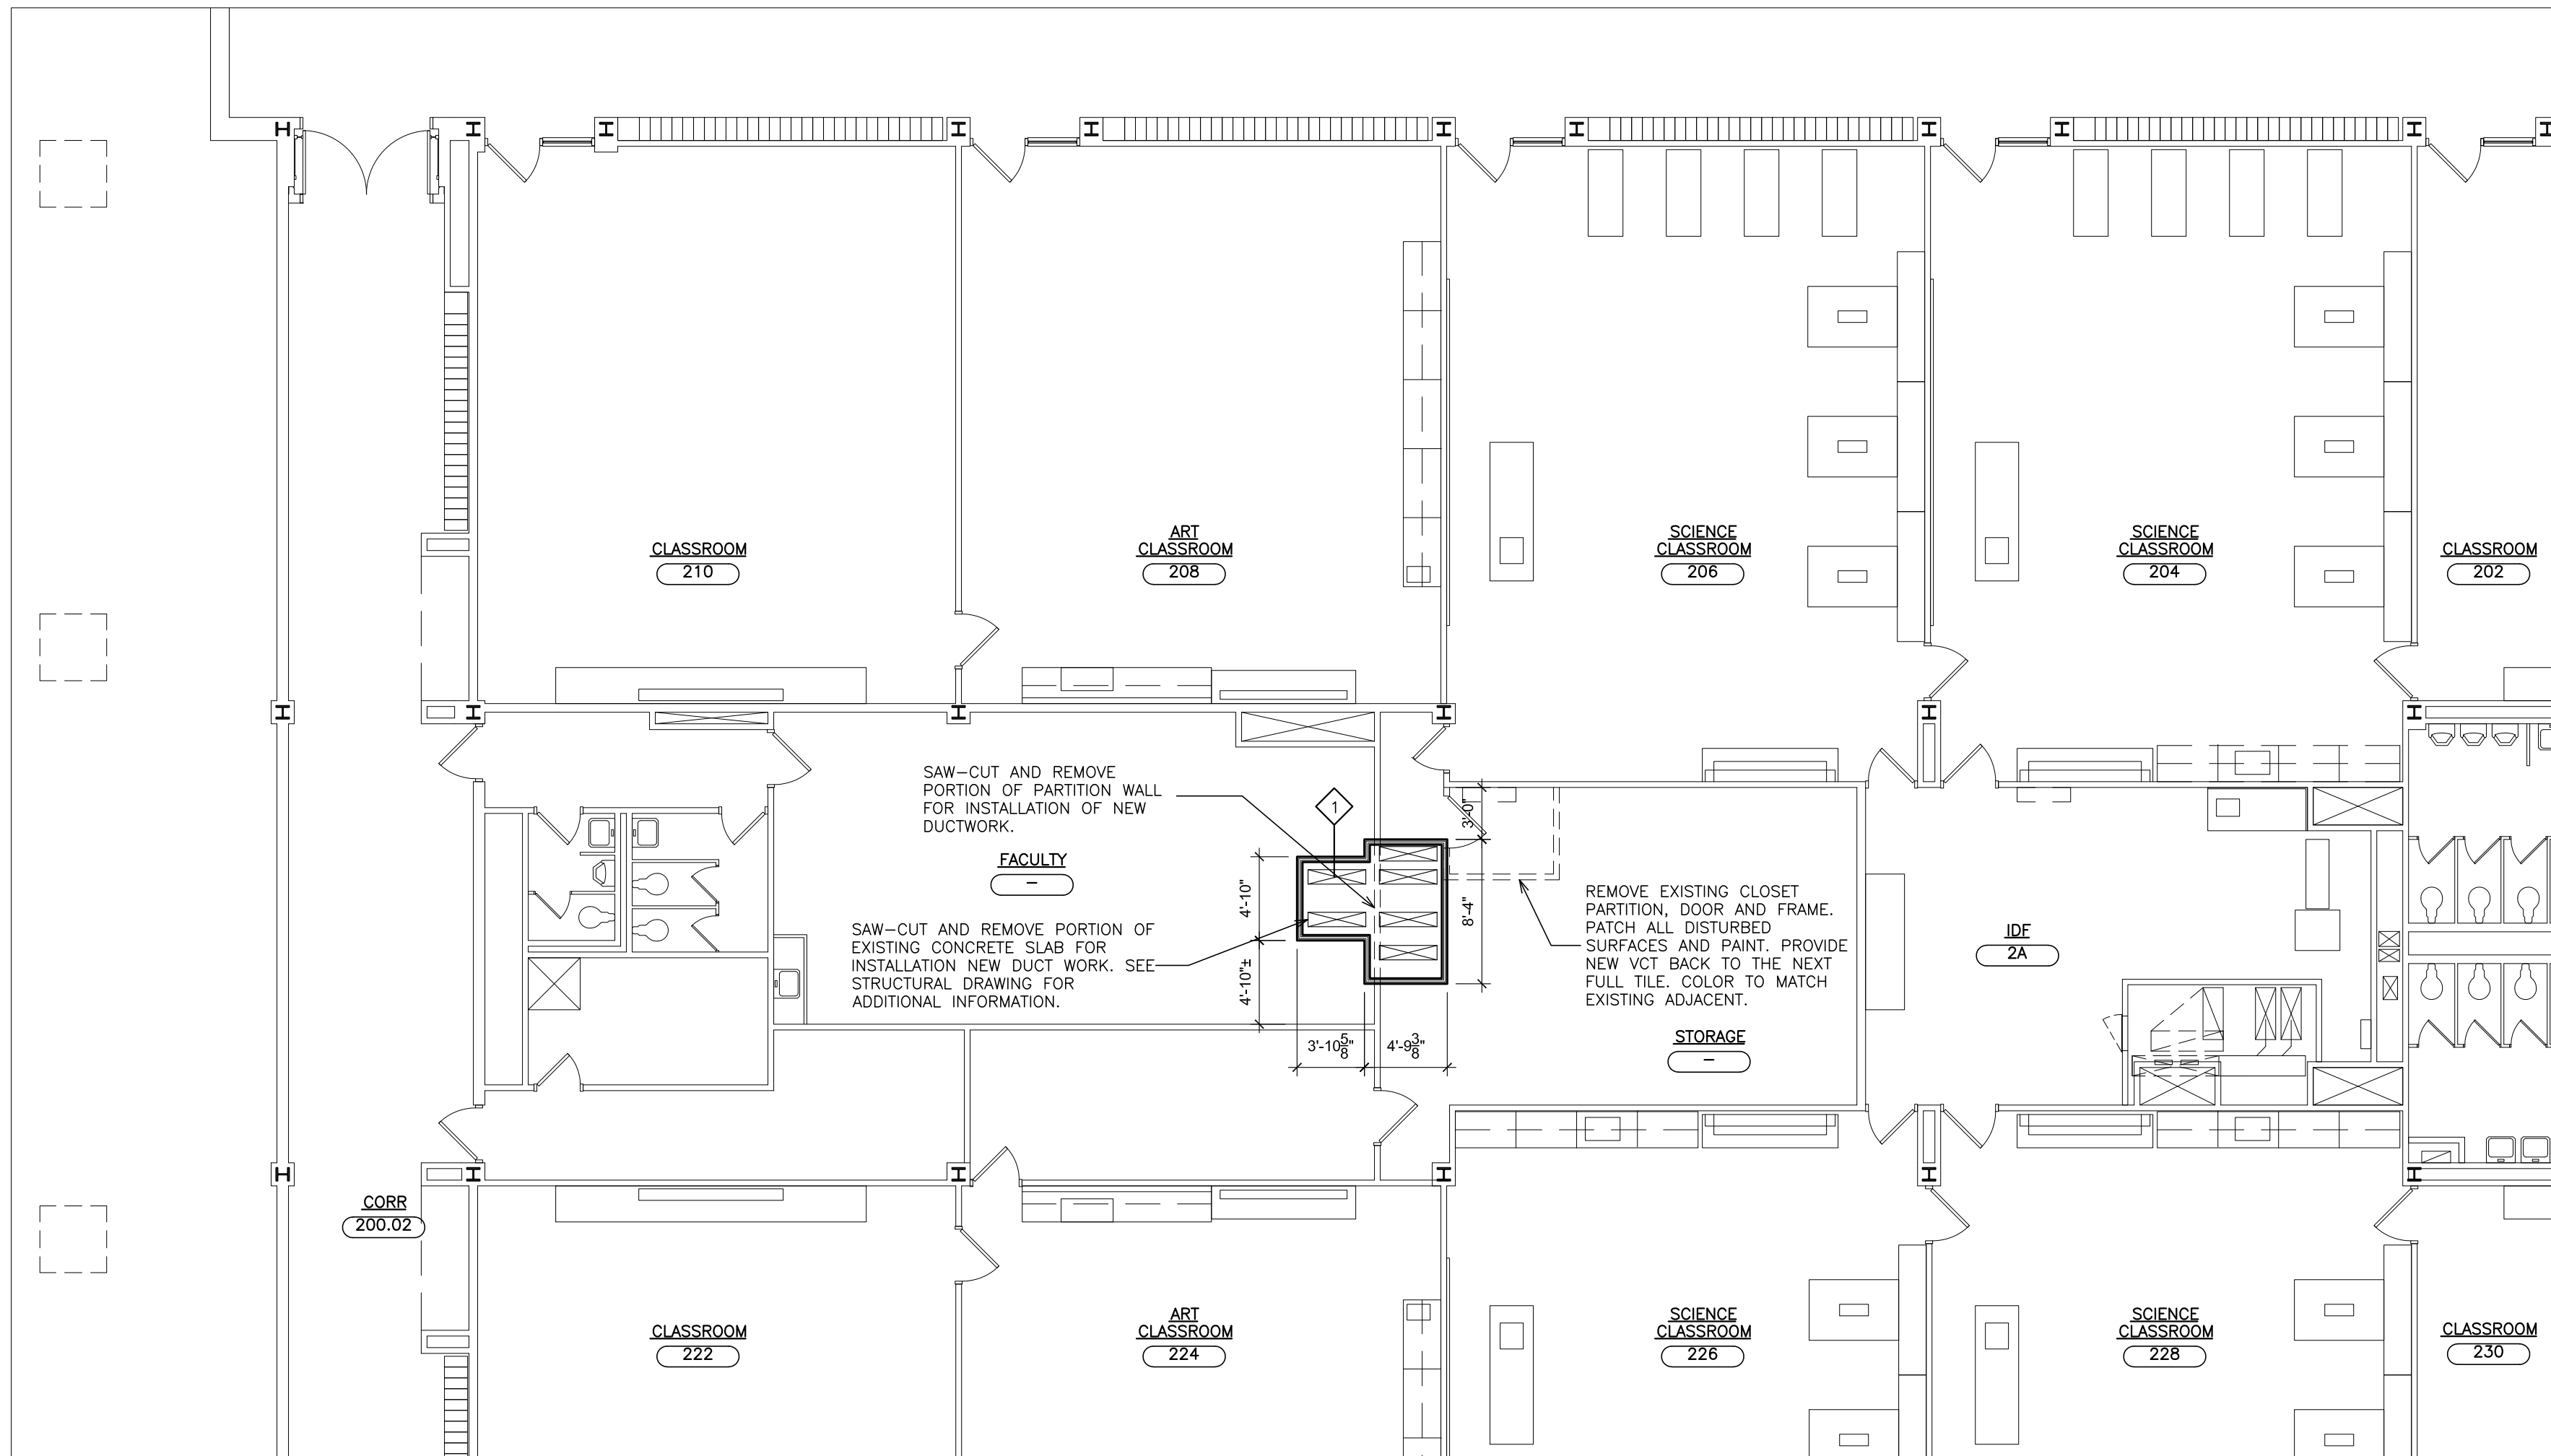 CLASSROOM
210
ART
CLASSROOM
208
SCIENCE
CLASSROOM
206
SCIENCE
CLASSROOM
204
CLASSROOM
202
SAW-CUT AND REMOVE
PORTION OF PARTITION WALL
FOR INSTALLATION OF NEW
DUCTWORK.
FACULTY
-
SAW-CUT AND REMOVE PORTION OF
EXISTING CONCRETE SLAB FOR
INSTALLATION NEW DUCT WORK. SEE
STRUCTURAL DRAWING FOR
ADDITIONAL INFORMATION.
1
3'-0"
8'-4"
4'-10"
4'-10"±
3'-10 5/8"
4'-9 3/8"
REMOVE EXISTING CLOSET
PARTITION, DOOR AND FRAME.
PATCH ALL DISTURBED
SURFACES AND PAINT. PROVIDE
NEW VCT BACK TO THE NEXT
FULL TILE. COLOR TO MATCH
EXISTING ADJACENT.
STORAGE
-
IDF
2A
CORR
200.02
CLASSROOM
222
ART
CLASSROOM
224
SCIENCE
CLASSROOM
226
SCIENCE
CLASSROOM
228
CLASSROOM
230